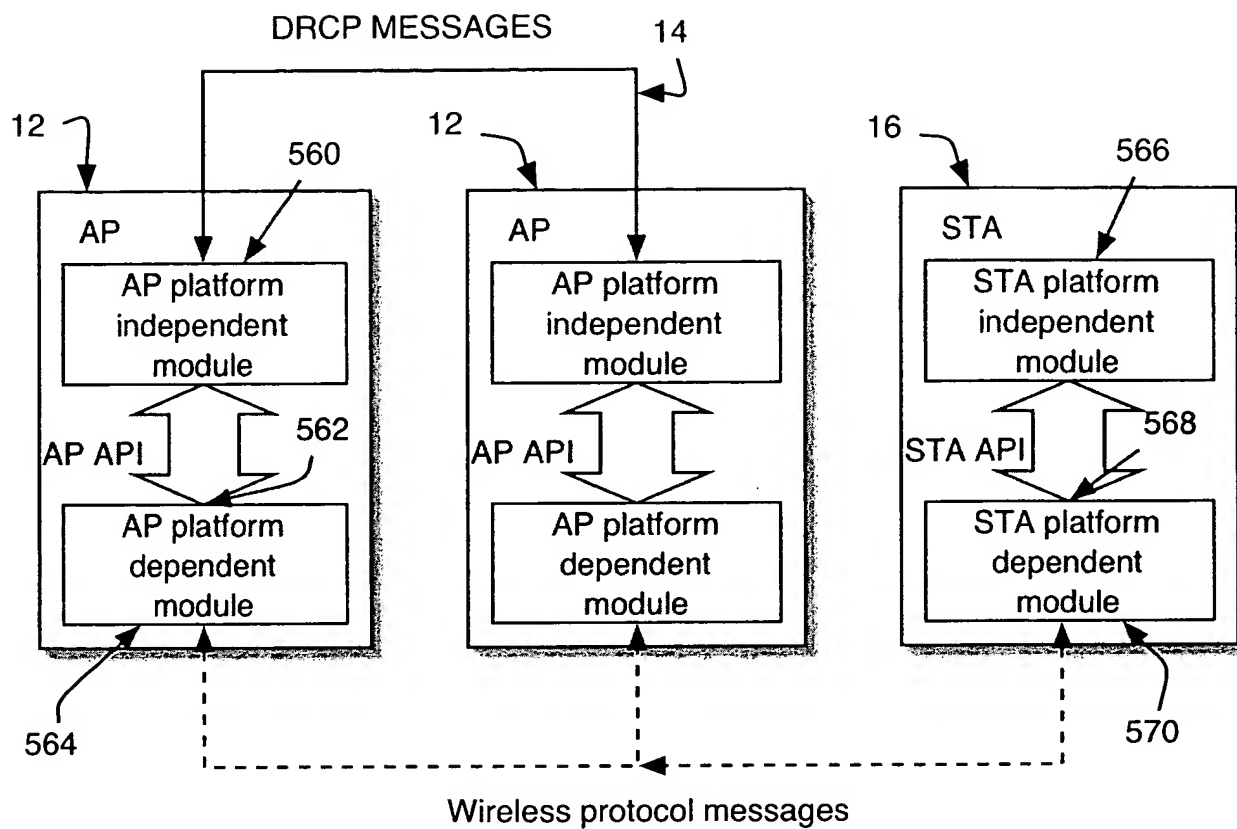 DRCP MESSAGES
14
12
12
16
560
566
AP
AP
STA
AP platform
independent
module
AP platform
independent
module
STA platform
independent
module
562
568
AP API
AP API
STA API
AP platform
dependent
module
AP platform
dependent
module
STA platform
dependent
module
564
570
Wireless protocol messages